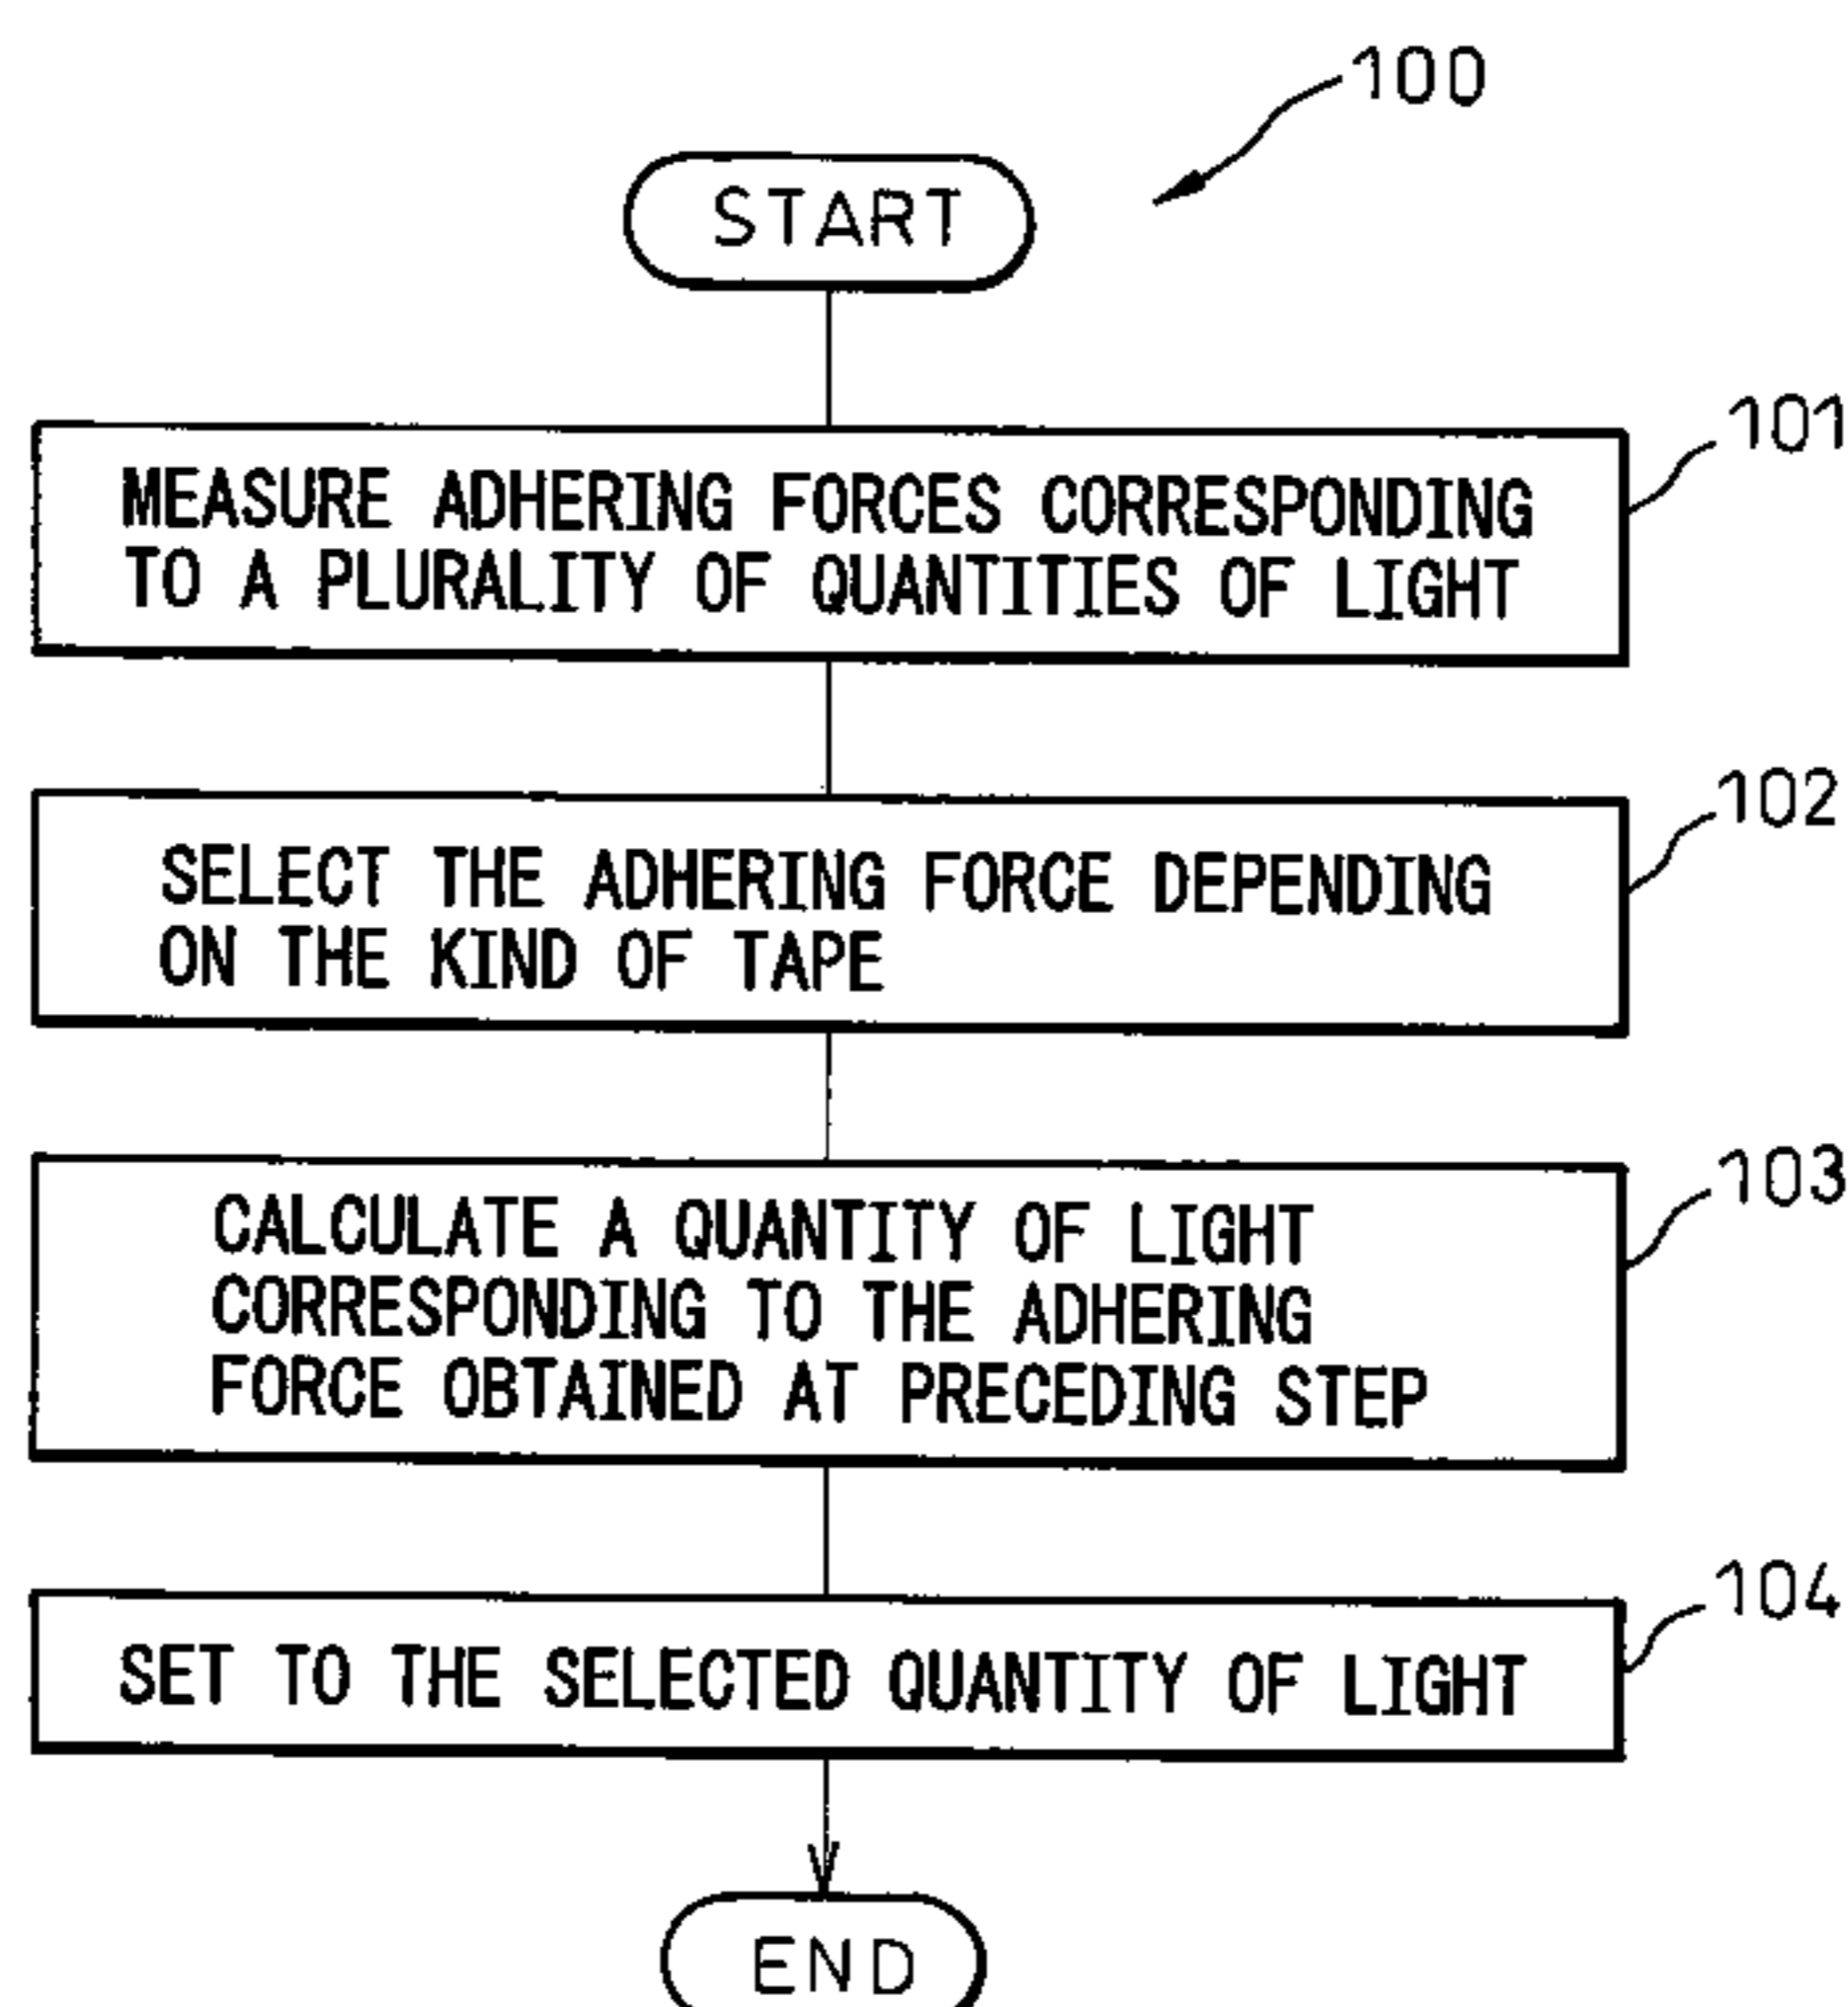 100
START
101
MEASURE ADHERING FORCES CORRESPONDING
TO A PLURALITY OF QUANTITIES OF LIGHT
102
SELECT THE ADHERING FORCE DEPENDING
ON THE KIND OF TAPE
103
CALCULATE A QUANTITY OF LIGHT
CORRESPONDING TO THE ADHERING
FORCE OBTAINED AT PRECEDING STEP
104
SET TO THE SELECTED QUANTITY OF LIGHT
END